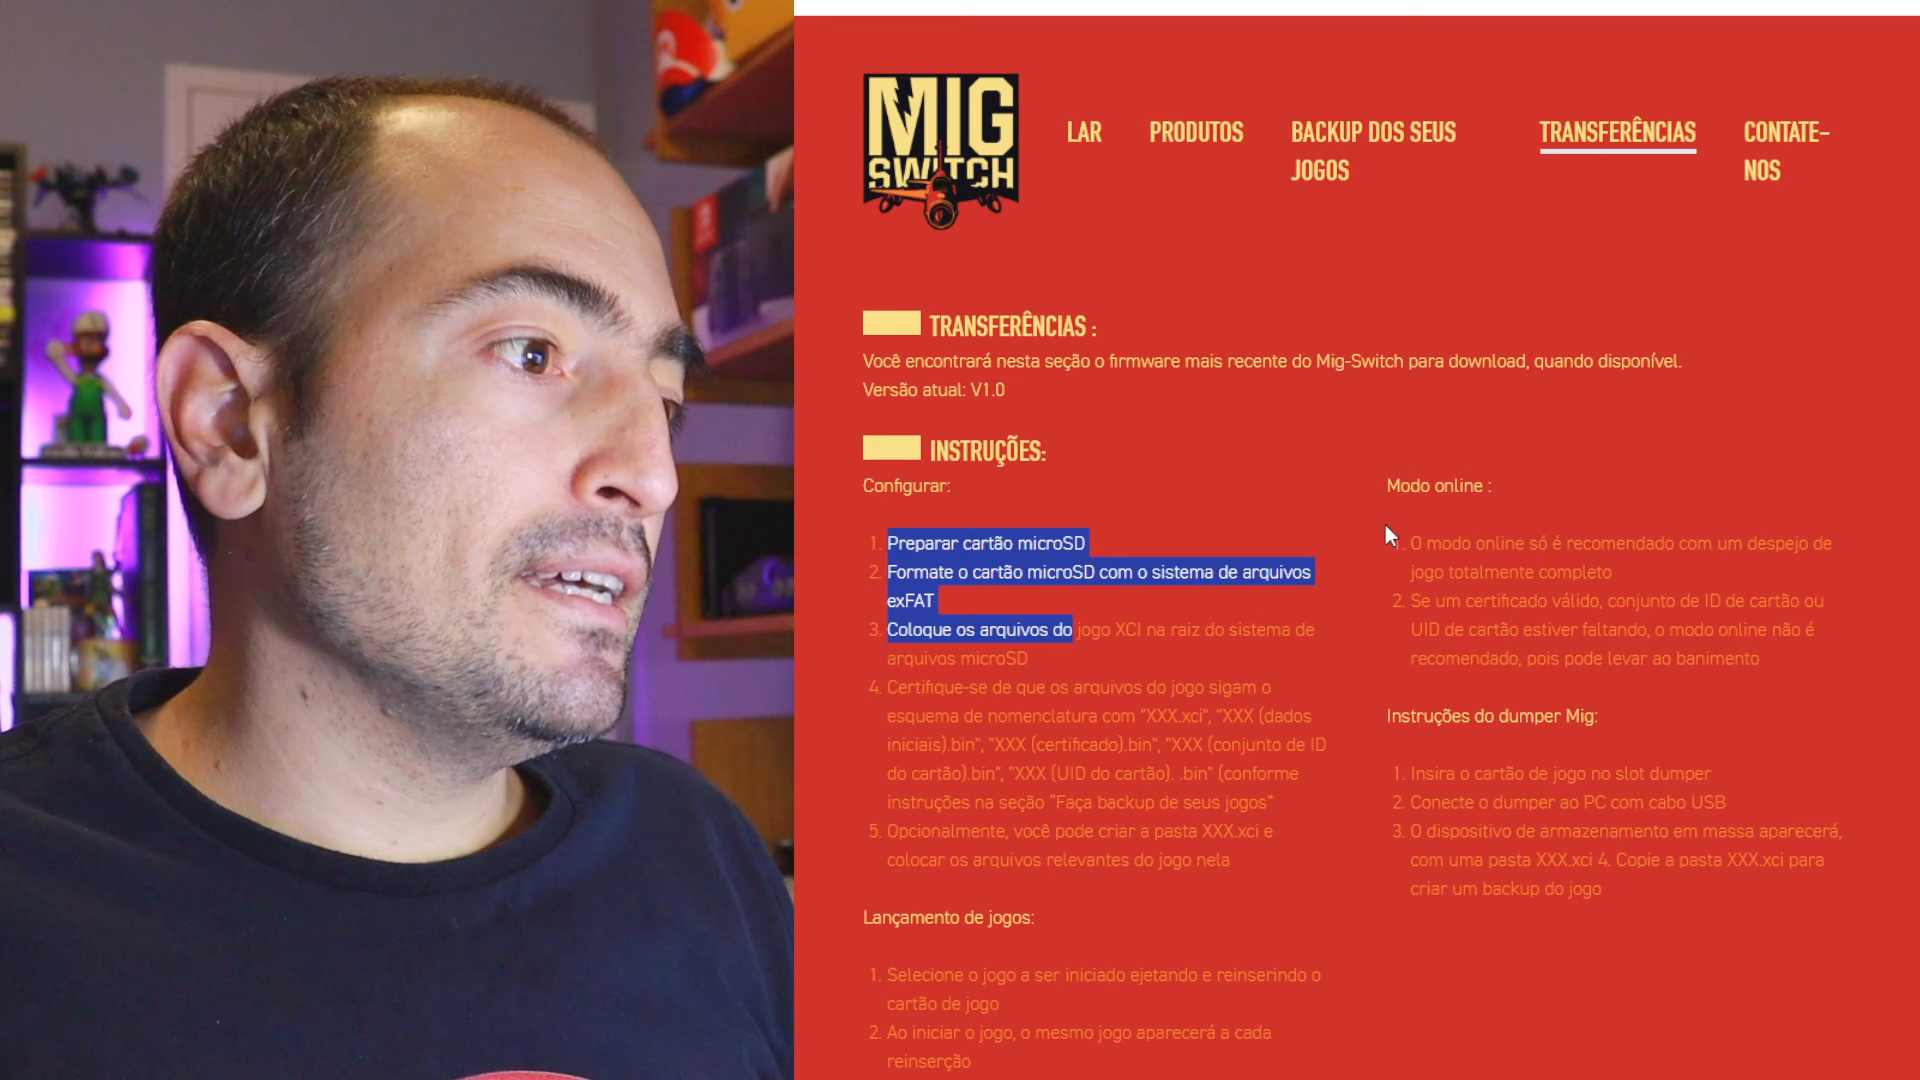 MIG
SWITCH
LAR
PRODUTOS
BACKUP DOS SEUS
JOGOS
TRANSFERÊNCIAS
CONTATE-
NOS
TRANSFERÊNCIAS :
Você encontrará nesta seção o firmware mais recente do Mig-Switch para download, quando disponível.
Versão atual: V1.0
INSTRUÇÕES:
Configurar:
1. Preparar cartão microSD
2. Formate o cartão microSD com o sistema de arquivos
exFAT
3. Coloque os arquivos do jogo XCI na raiz do sistema de
arquivos microSD
4. Certifique-se de que os arquivos do jogo sigam o
esquema de nomenclatura com "XXX.xci", "XXX (dados
iniciais).bin", "XXX (certificado).bin", "XXX (conjunto de ID
do cartão).bin", "XXX (UID do cartão). .bin" (conforme
instruções na seção "Faça backup de seus jogos"
5. Opcionalmente, você pode criar a pasta XXX.xci e
colocar os arquivos relevantes do jogo nela
Lançamento de jogos:
1. Selecione o jogo a ser iniciado ejetando e reinserindo o
cartão de jogo
2. Ao iniciar o jogo, o mesmo jogo aparecerá a cada
reinserção
Modo online :
1. O modo online só é recomendado com um despejo de
jogo totalmente completo
2. Se um certificado válido, conjunto de ID de cartão ou
UID de cartão estiver faltando, o modo online não é
recomendado, pois pode levar ao banimento
Instruções do dumper Mig:
1. Insira o cartão de jogo no slot dumper
2. Conecte o dumper ao PC com cabo USB
3. O dispositivo de armazenamento em massa aparecerá,
com uma pasta XXX.xci 4. Copie a pasta XXX.xci para
criar um backup do jogo